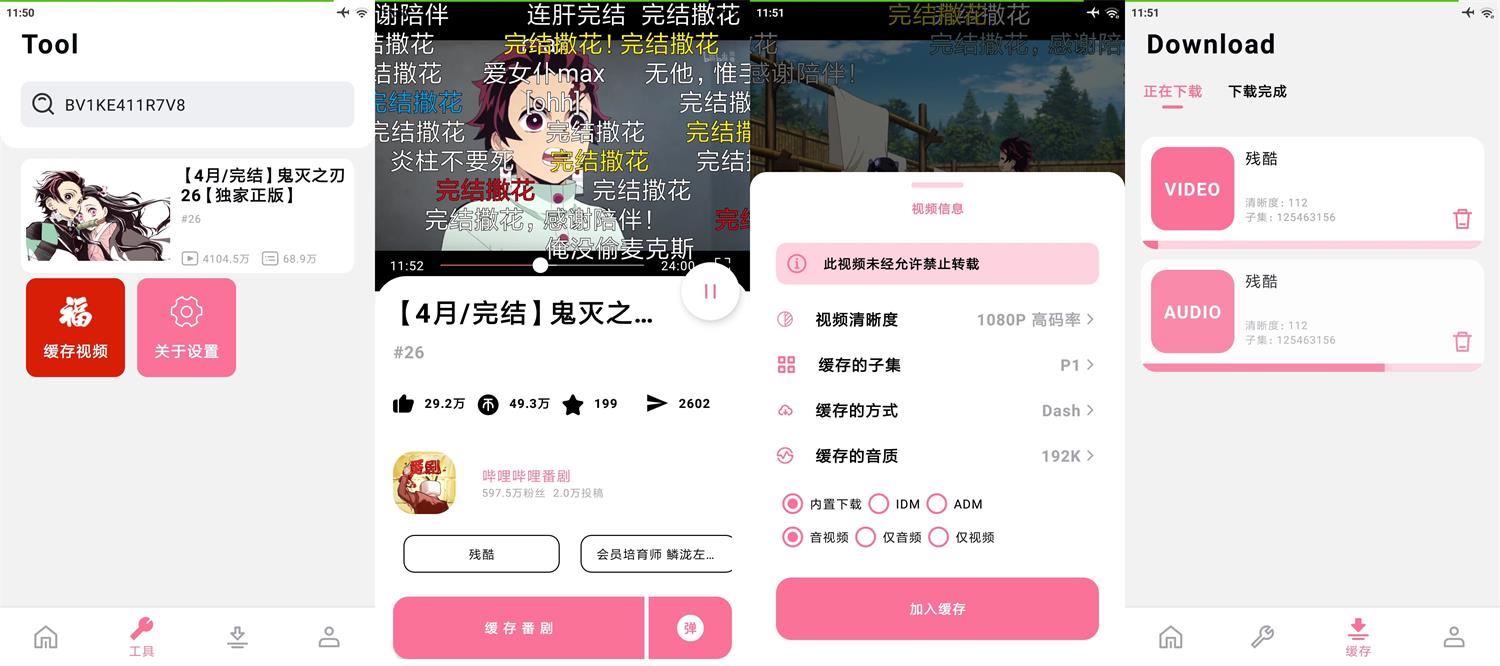 11:50
Tool
BV1KE411R7V8
【4月/完结】鬼灭之刃
26【独家正版】
#26
4104.5万 68.9万
缓存视频
福
关于设置
工具
谢陪伴 连肝完结 完结撒花
结撒花 完结撒花! 完结撒花
结撒花 爱女仆max 无他，惟手
完结撒花 [ohh] 完结撒
完结撒花 完结撒花 完结撒
炎柱不要死 完结撒花 完结
完结撒花 完结撒花
完结撒花，感谢陪伴! 完
俺没偷麦克斯
11:52 24:00
【4月/完结】鬼灭之...
#26
29.2万 49.3万 199 2602
番剧
哔哩哔哩番剧
597.5万粉丝 2.0万投稿
残酷 会员培育师 鳞泷左...
缓存番剧 弹
11:51
完结撒花
撒花
完结撒花，感谢陪
感谢陪伴!
视频信息
此视频未经允许禁止转载
视频清晰度 1080P 高码率
缓存的子集 P1
缓存的方式 Dash
缓存的音质 192K
内置下载 IDM ADM
音视频 仅音频 仅视频
加入缓存
11:51
Download
正在下载 下载完成
VIDEO
残酷
清晰度: 112
子集: 125463156
AUDIO
残酷
清晰度: 112
子集: 125463156
缓存